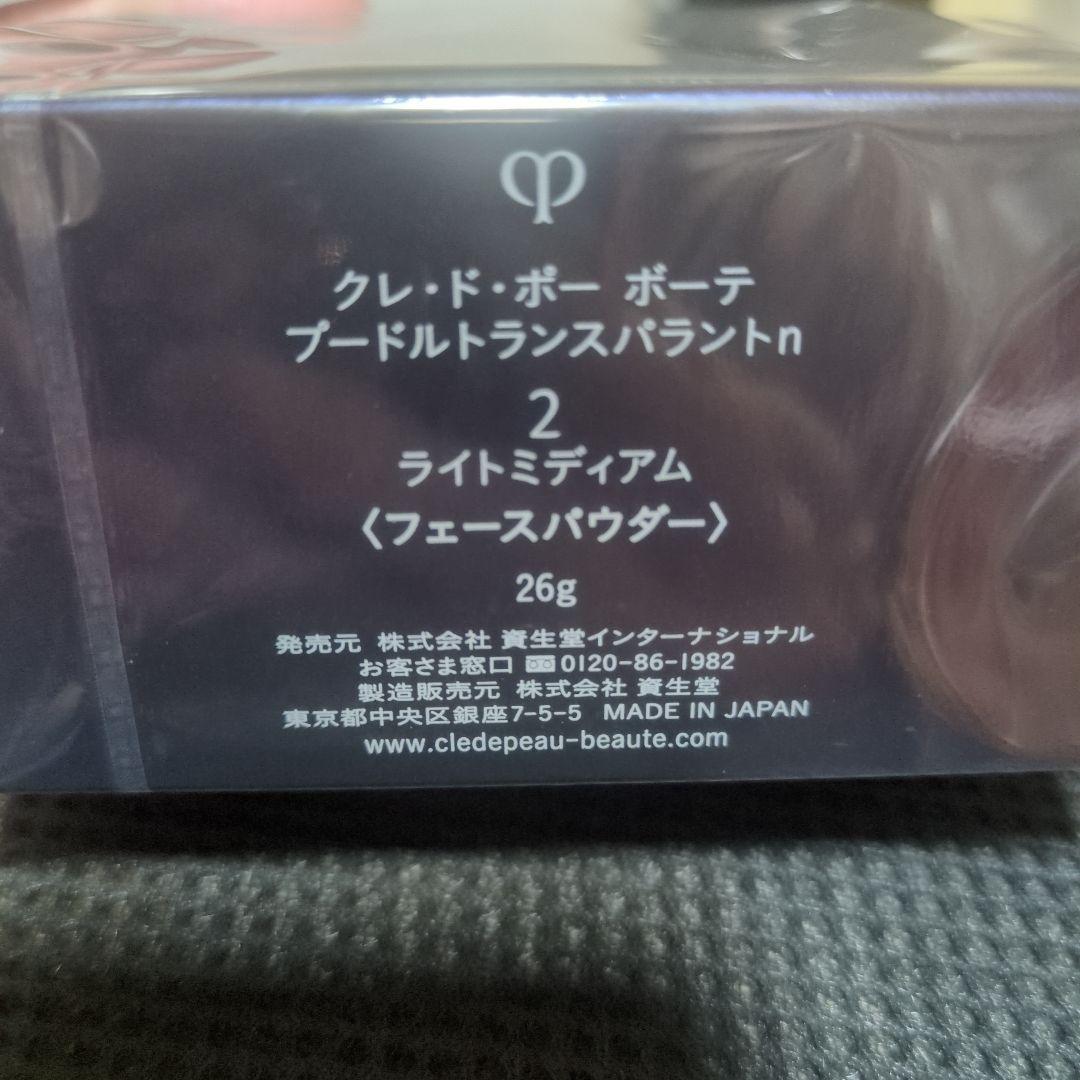 クレ・ド・ポー ボーテ
プードルトランスパラントn
2
ライトミディアム
〈フェースパウダー〉
26g
発売元 株式会社 資生堂インターナショナル
お客さま窓口 0120-86-1982
製造販売元 株式会社 資生堂
東京都中央区銀座7-5-5 MADE IN JAPAN
www.cledepeau-beaute.com